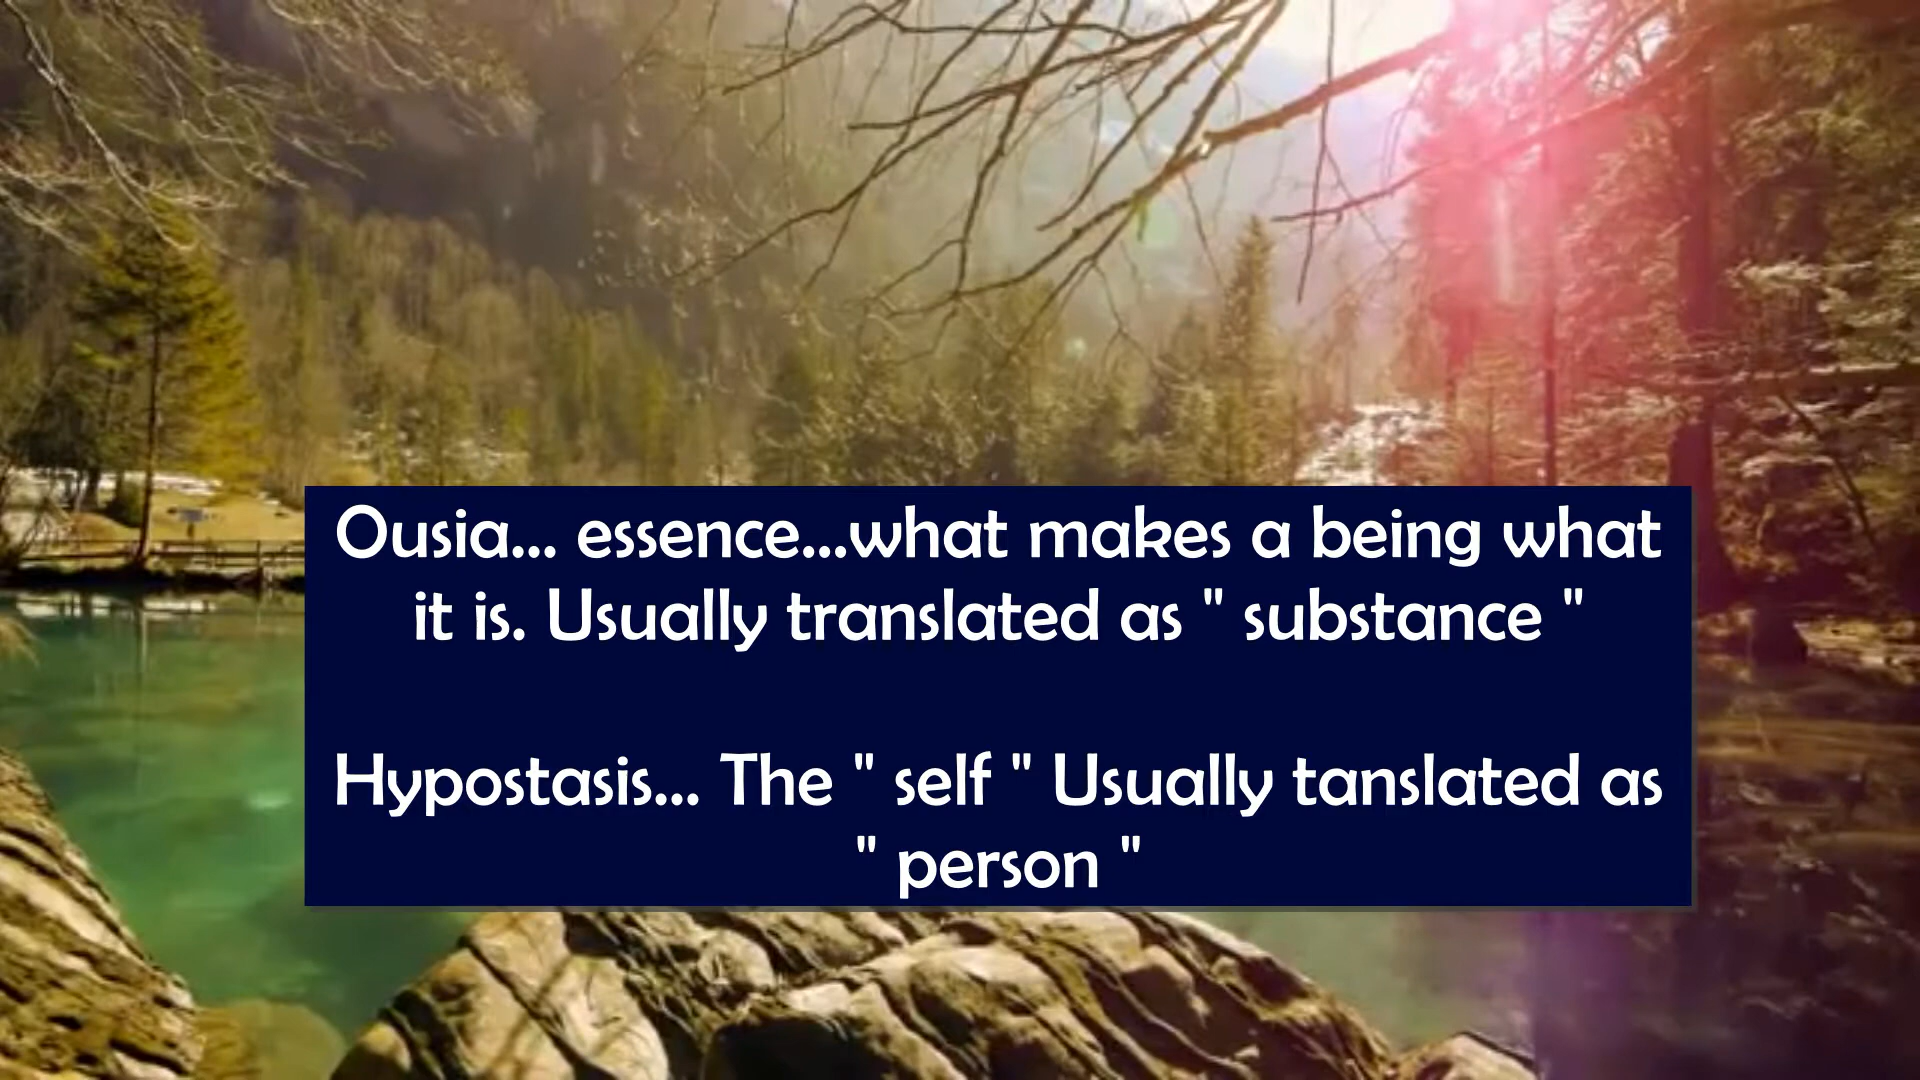 Ousia... essence...what makes a being what
it is. Usually translated as " substance "
Hypostasis... The " self " Usually tanslated as
" person "